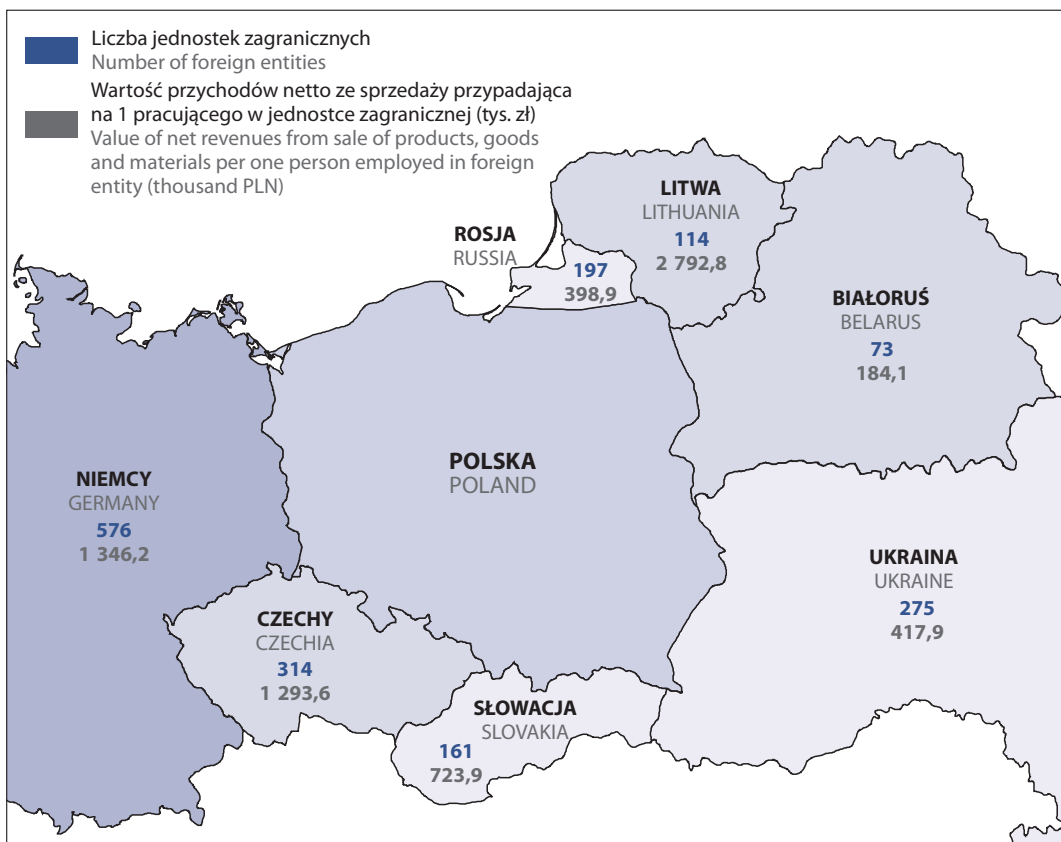 Liczba jednostek zagranicznych
Number of foreign entities
Wartość przychodów netto ze sprzedaży przypadająca
na 1 pracującego w jednostce zagranicznej (tys. zł)
Value of net revenues from sale of products, goods
and materials per one person employed in foreign
entity (thousand PLN)
LITWA
LITHUANIA
114
2 792,8
ROSJA
RUSSIA
197
398,9
BIAŁORUŚ
BELARUS
73
184,1
POLSKA
POLAND
NIEMCY
GERMANY
576
1 346,2
UKRAINA
UKRAINE
275
417,9
CZECHY
CZECHIA
314
1 293,6
SŁOWACJA
SLOVAKIA
161
723,9